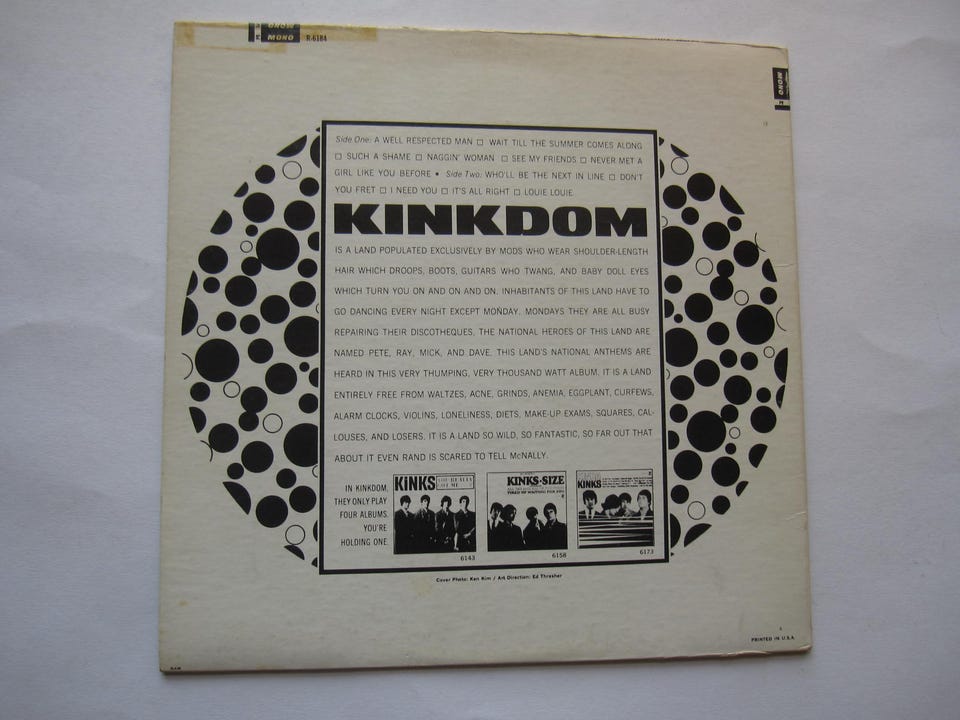 MONO R-6184
MONO
Side One: A WELL RESPECTED MAN □ WAIT TILL THE SUMMER COMES ALONG
□ SUCH A SHAME □ NAGGIN' WOMAN □ SEE MY FRIENDS □ NEVER MET A
GIRL LIKE YOU BEFORE • Side Two: WHO'LL BE THE NEXT IN LINE □ DON'T
YOU FRET □ I NEED YOU □ IT'S ALL RIGHT □ LOUIE LOUIE
KINKDOM
IS A LAND POPULATED EXCLUSIVELY BY MODS WHO WEAR SHOULDER-LENGTH
HAIR WHICH DROOPS, BOOTS, GUITARS WHO TWANG, AND BABY DOLL EYES
WHICH TURN YOU ON AND ON AND ON. INHABITANTS OF THIS LAND HAVE TO
GO DANCING EVERY NIGHT EXCEPT MONDAY. MONDAYS THEY ARE ALL BUSY
REPAIRING THEIR DISCOTHEQUES. THE NATIONAL HEROES OF THIS LAND ARE
NAMED PETE, RAY, MICK, AND DAVE. THIS LAND'S NATIONAL ANTHEMS ARE
HEARD IN THIS VERY THUMPING, VERY THOUSAND WATT ALBUM. IT IS A LAND
ENTIRELY FREE FROM WALTZES, ACNE, GRINDS, ANEMIA, EGGPLANT, CURFEWS,
ALARM CLOCKS, VIOLINS, LONELINESS, DIETS, MAKE-UP EXAMS, SQUARES, CAL-
LOUSES, AND LOSERS. IT IS A LAND SO WILD, SO FANTASTIC, SO FAR OUT THAT
ABOUT IT EVEN RAND IS SCARED TO TELL McNALLY.
IN KINKDOM,
THEY ONLY PLAY
FOUR ALBUMS.
YOU'RE
HOLDING ONE.
KINKS YOU REALLY
GOT ME
6143
KINKS-SIZE
TIRED OF WAITING FOR YOU
6158
KINKS
6173
Cover Photo: Ken Kim / Art Direction: Ed Thrasher
PRINTED IN U.S.A.